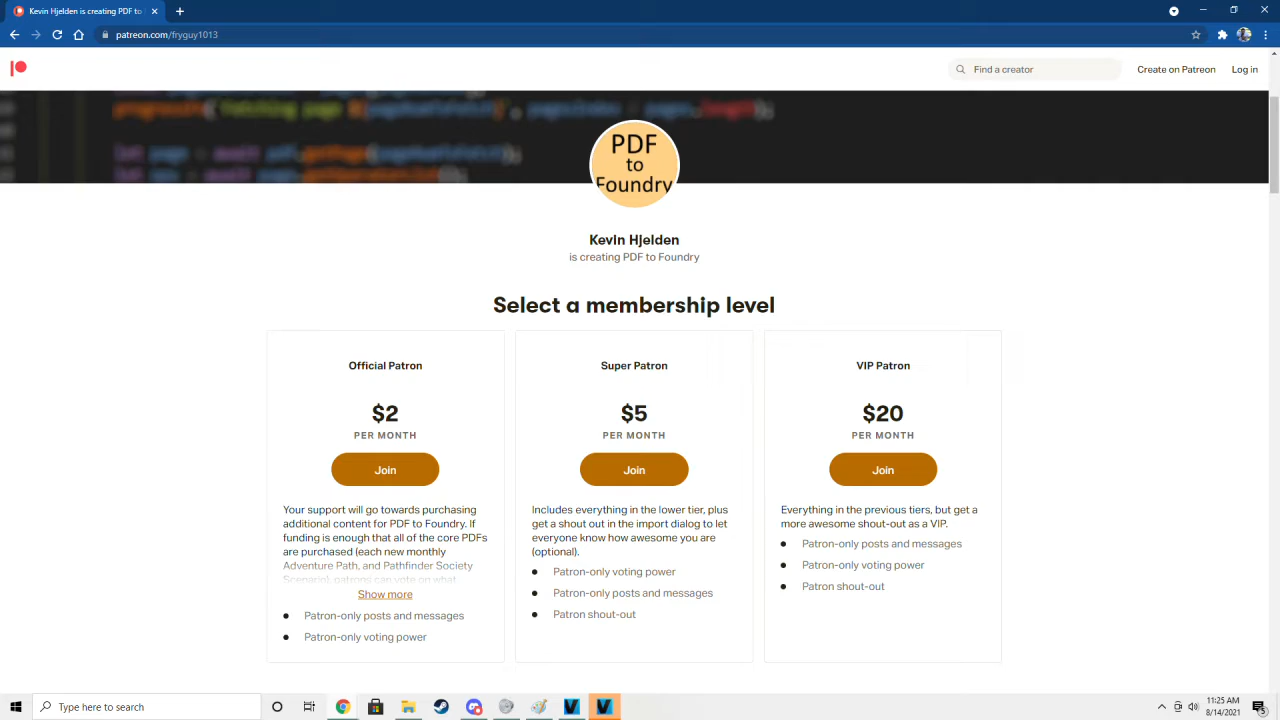 Kevin Hjelden is creating PDF to
patreon.com/fryguy1013
Find a creator
Create on Patreon
Log in
PDF
to
Foundry
Kevin Hjelden
is creating PDF to Foundry
Select a membership level
Official Patron
$2
PER MONTH
Join
Your support will go towards purchasing
additional content for PDF to Foundry. If
funding is enough that all of the core PDFs
are purchased (each new monthly
Adventure Path, and Pathfinder Society
Scenario), patrons can vote on what
Show more
Patron-only posts and messages
Patron-only voting power
Super Patron
$5
PER MONTH
Join
Includes everything in the lower tier, plus
get a shout out in the import dialog to let
everyone know how awesome you are
(optional).
Patron-only voting power
Patron-only posts and messages
Patron shout-out
VIP Patron
$20
PER MONTH
Join
Everything in the previous tiers, but get a
more awesome shout-out as a VIP.
Patron-only posts and messages
Patron-only voting power
Patron shout-out
Type here to search
11:25 AM
8/14/2021